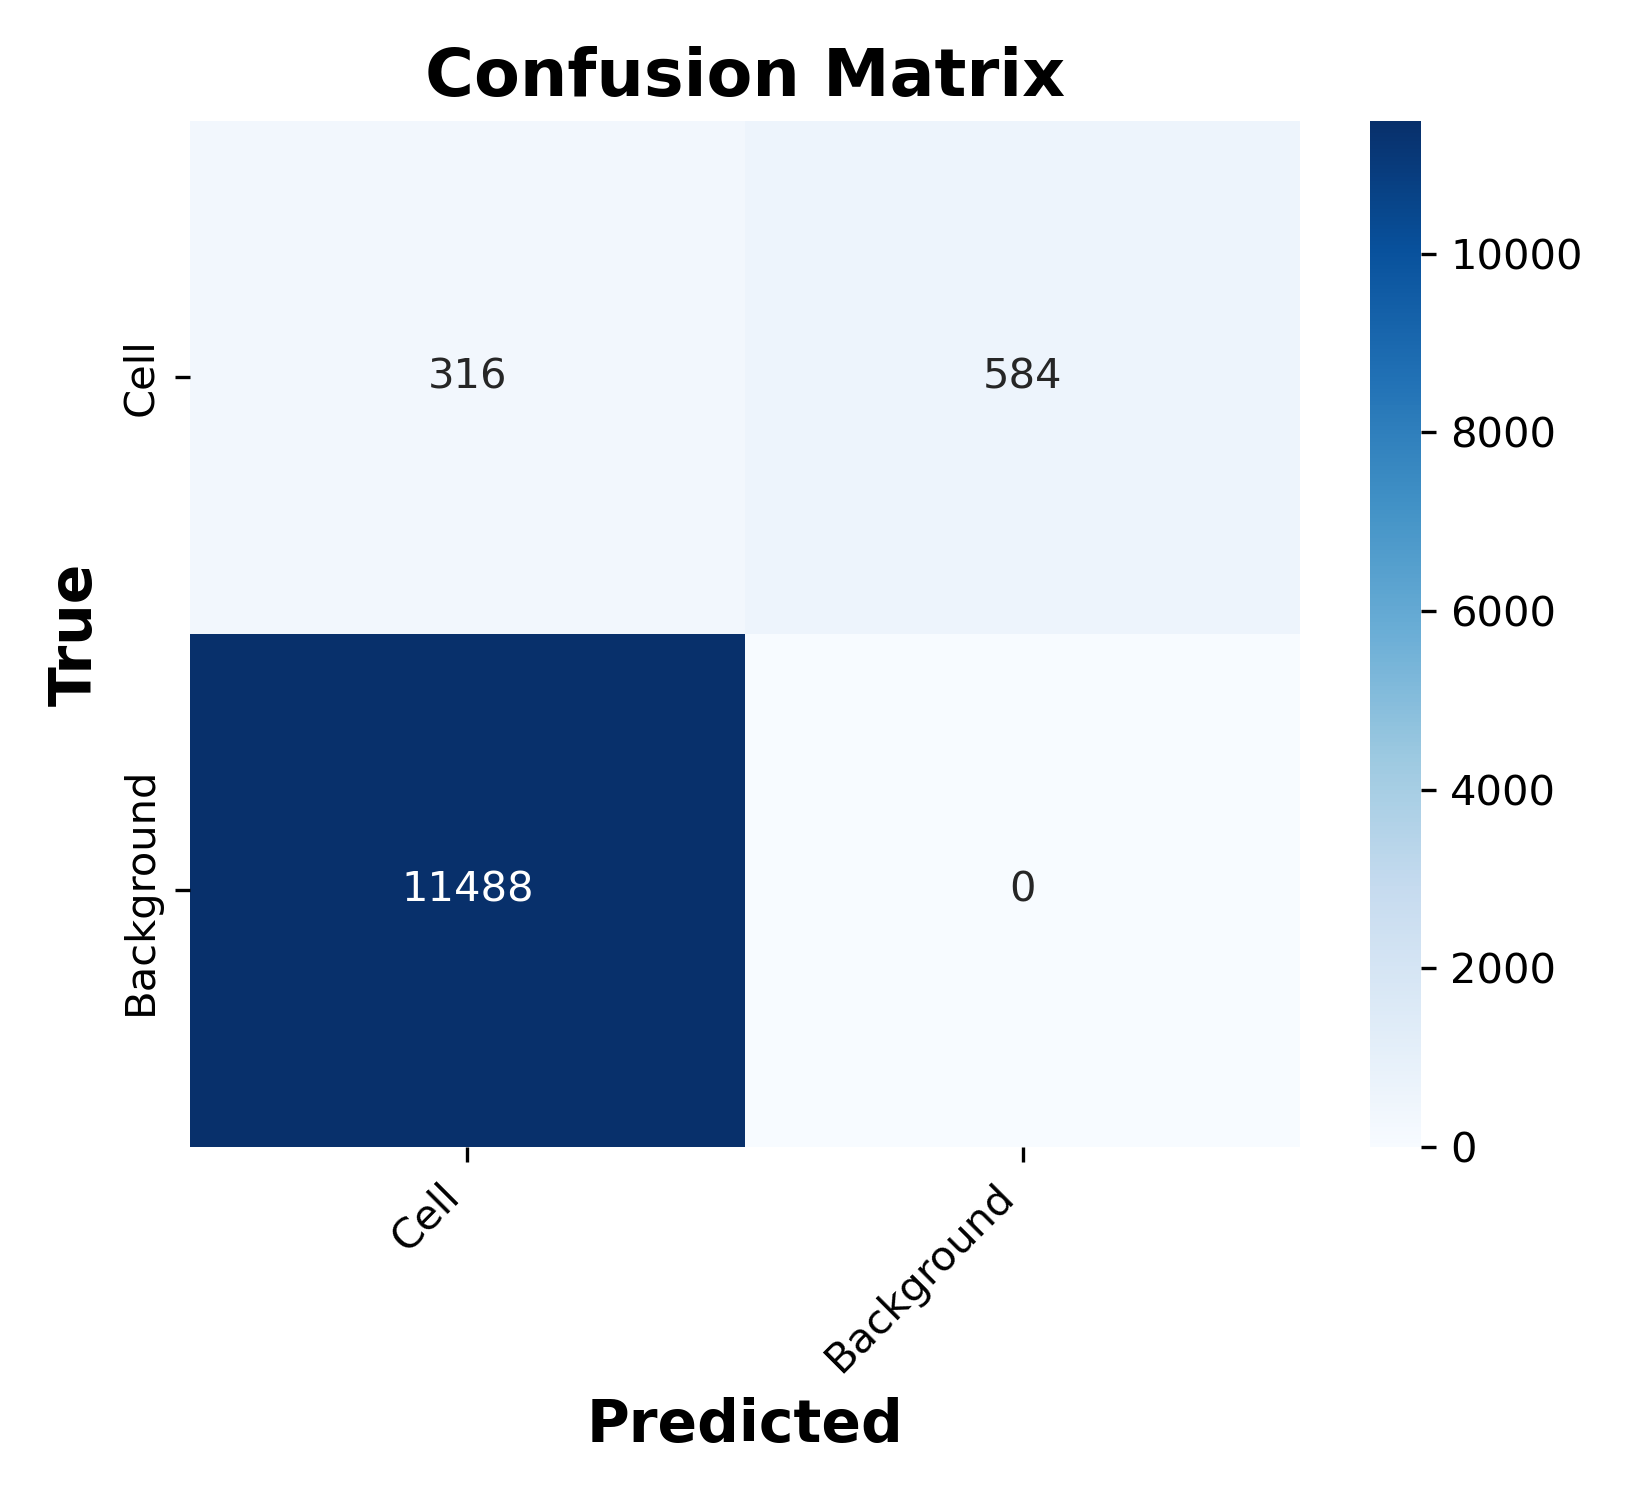 Confusion Matrix
True
Cell
Background
316
584
11488
0
Cell
Background
Predicted
10000
8000
6000
4000
2000
0